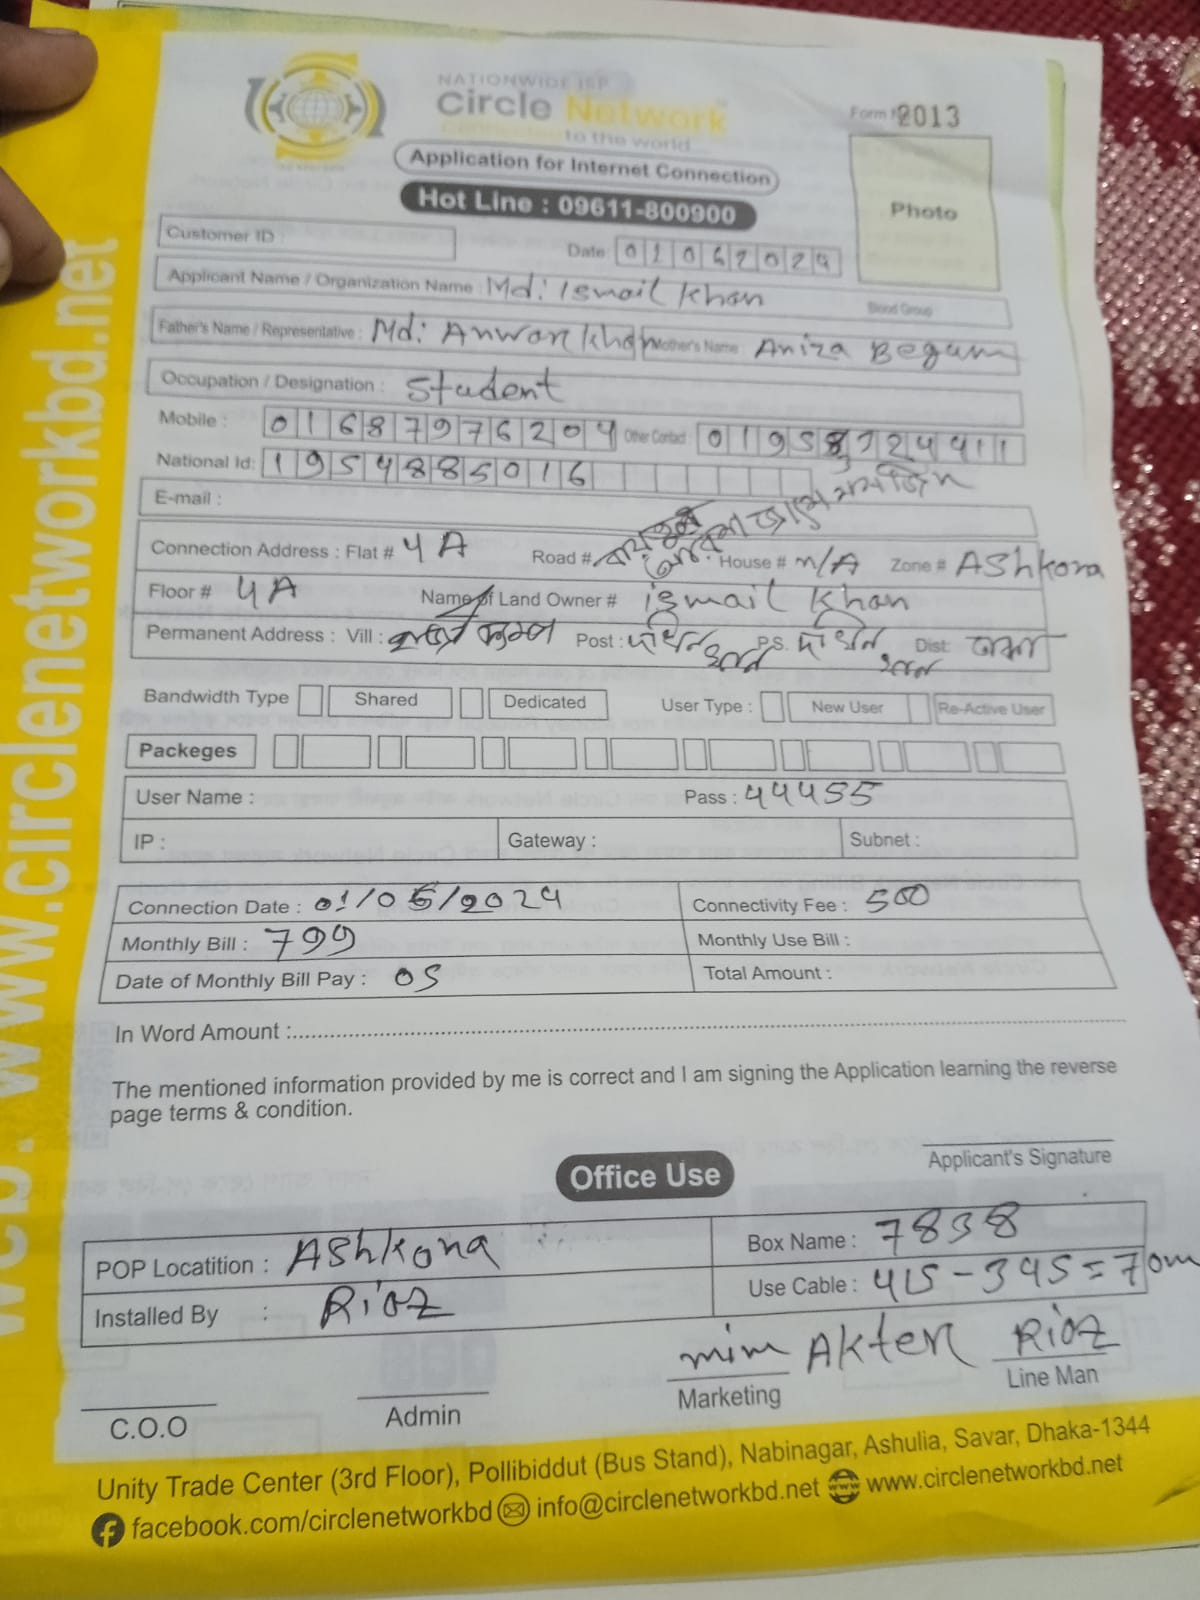 NATIONWIDE ISP
Circle Network
Connected to the world
Form # 2013
Application for Internet Connection
Hot Line : 09611-800900
Photo
Customer ID :
Date: 01062024
Applicant Name / Organization Name : Md: Ismail Khan
Blood Group
Father's Name / Representative : Md: Anwar Khan Mother's Name : Aniza Begum
Occupation / Designation : Student
Mobile : 01687976204 Other Contact :
National Id: 1954885016
E-mail :
Connection Address : Flat # 4A Road # House # n/A Zone # AShkona
Floor # 4A Name of Land Owner # ismail Khan
Permanent Address : Vill : Post : P.S. Dist: ঢাকা
Bandwidth Type Shared Dedicated User Type : New User Re-Active User
Packeges
User Name : Pass : 44455
IP : Gateway : Subnet :
Connection Date : Connectivity Fee : 500
Monthly Bill : 799 Monthly Use Bill :
Date of Monthly Bill Pay : 05 Total Amount :
In Word Amount :
The mentioned information provided by me is correct and I am signing the Application learning the reverse
page terms & condition.
Applicant's Signature
Office Use
POP Locatition : AShkona Box Name : 7838
Installed By : Riaz Use Cable : 415-345=70m
mim Akter Riaz
C.O.O Admin Marketing Line Man
Unity Trade Center (3rd Floor), Pollibiddut (Bus Stand), Nabinagar, Ashulia, Savar, Dhaka-1344
facebook.com/circlenetworkbd info@circlenetworkbd.net www.circlenetworkbd.net
web: www.circlenetworkbd.net